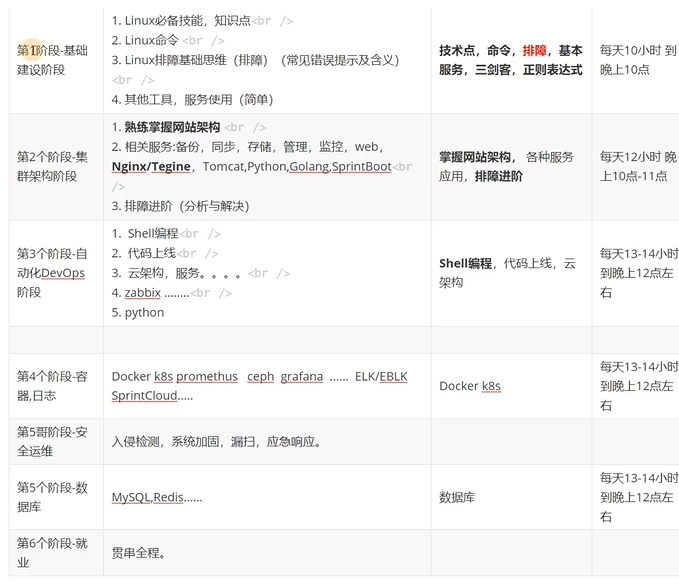 第1阶段-基础
建设阶段
1. Linux必备技能，知识点<br />
2. Linux命令 <br />
3. Linux排障基础思维（排障）（常见错误提示及含义）
<br />
4. 其他工具，服务使用（简单）
技术点，命令，排障，基本
服务，三剑客，正则表达式
每天10小时 到
晚上10点
第2个阶段-集
群架构阶段
1. 熟练掌握网站架构 <br />
2. 相关服务:备份，同步，存储，管理，监控，web，
Nginx/Tegine，Tomcat,Python,Golang,SprintBoot<br
/>
3. 排障进阶（分析与解决）
掌握网站架构， 各种服务
应用，排障进阶
每天12小时 晚
上10点-11点
第3个阶段-自
动化DevOps
阶段
1. Shell编程<br />
2. 代码上线<br />
3. 云架构，服务。。。。<br />
4. zabbix ........<br />
5. python
Shell编程，代码上线，云
架构
每天13-14小时
到晚上12点左
右
第4个阶段-容
器,日志
Docker k8s promethus ceph grafana ...... ELK/EBLK
SprintCloud.....
Docker k8s
每天13-14小时
到晚上12点左
右
第5哥阶段-安
全运维
入侵检测，系统加固，漏扫，应急响应。
第5个阶段-数
据库
MySQL,Redis......
数据库
每天13-14小时
到晚上12点左
右
第6个阶段-就
业
贯串全程。